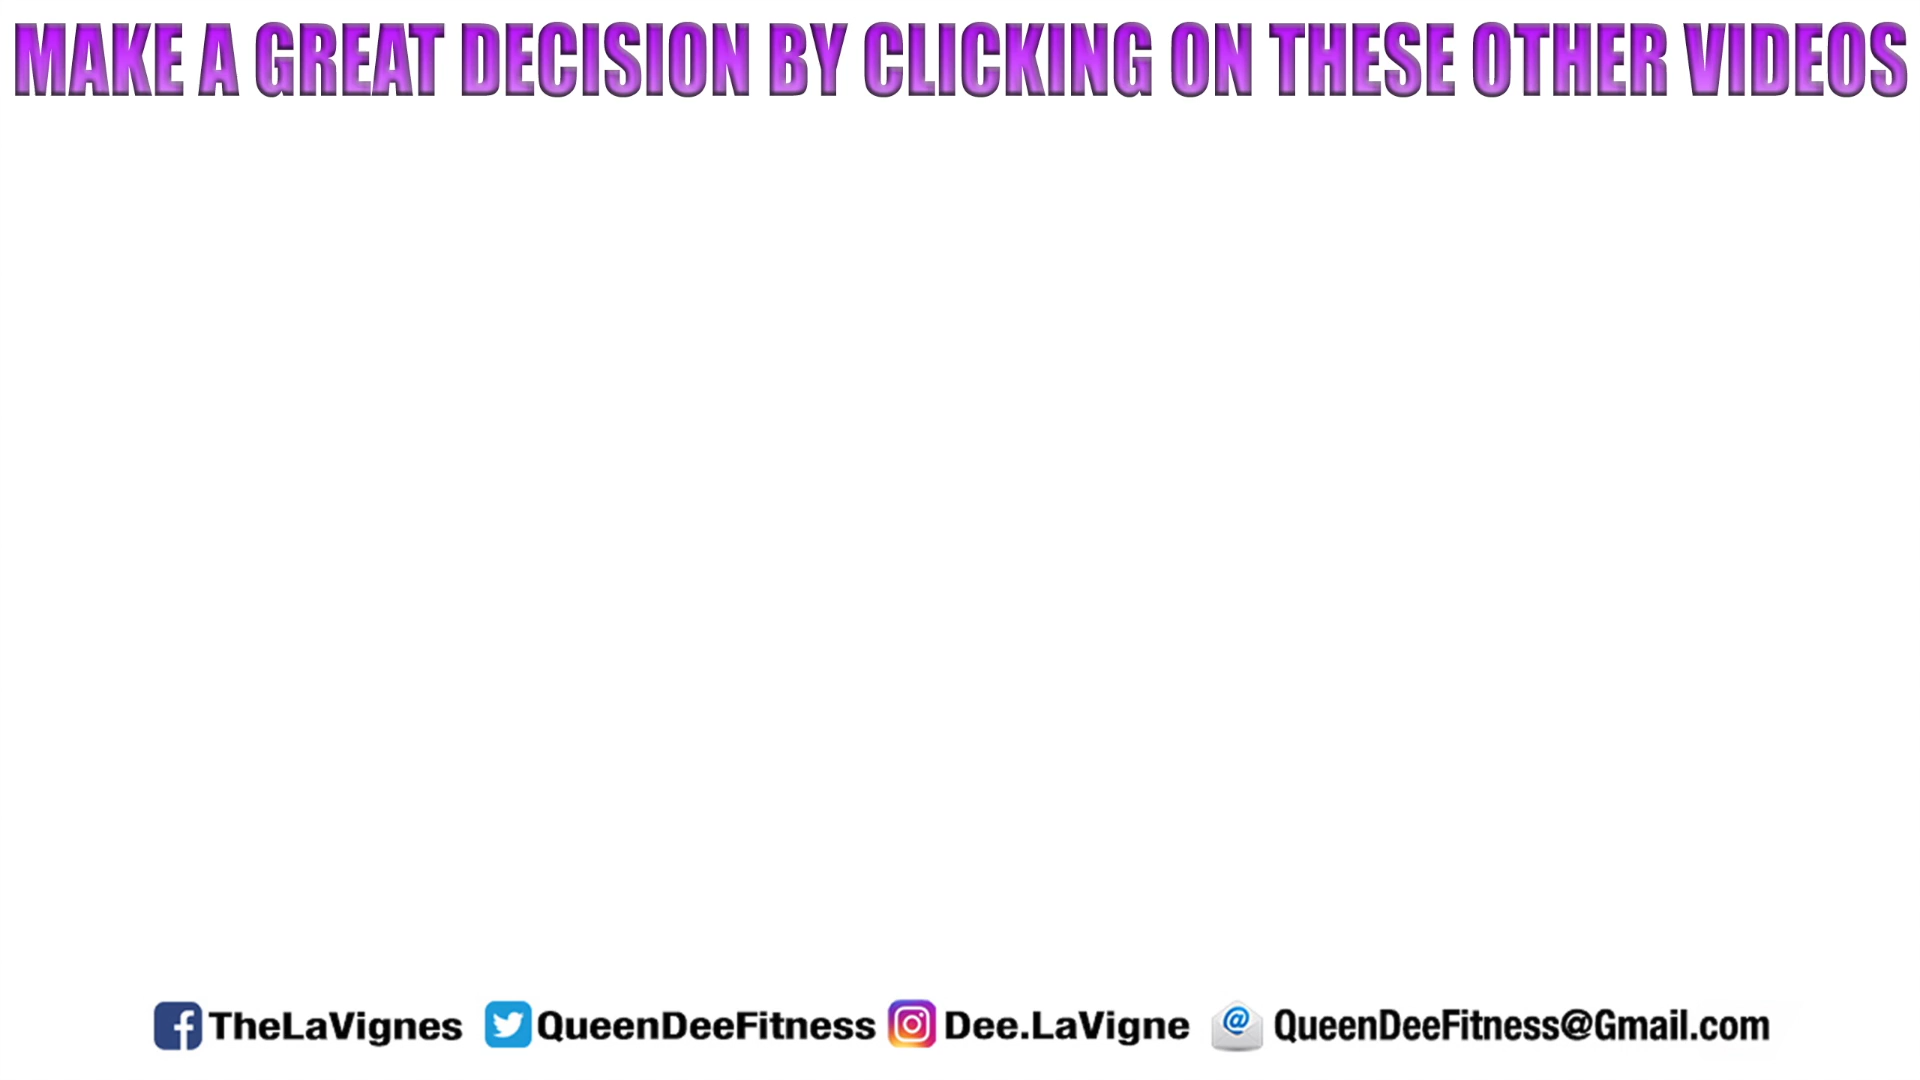 MAKE A GREAT DECISION BY CLICKING ON THESE OTHER VIDEOS
TheLaVignes QueenDeeFitness Dee.LaVigne QueenDeeFitness@Gmail.com